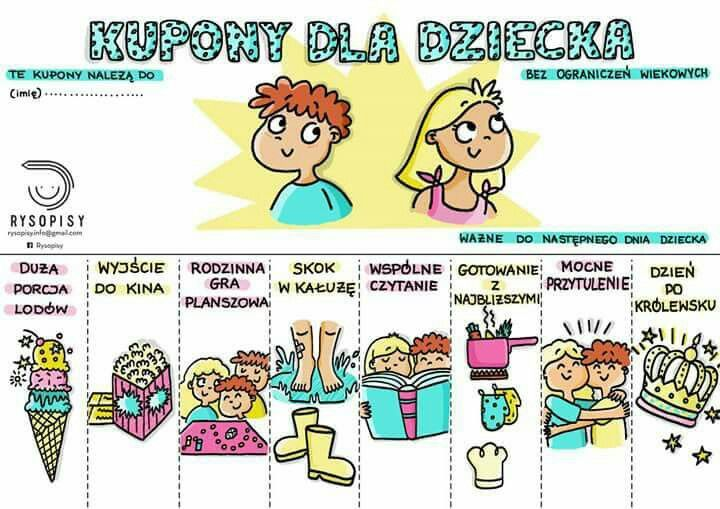 KUPONY DLA DZIECKA
TE KUPONY NALEŻĄ DO
(imię)....................
BEZ OGRANICZEŃ WIEKOWYCH
RYSOPISY
rysopisy.info@gmail.com
Rysopisy
WAŻNE DO NASTĘPNEGO DNIA DZIECKA
DUŻA
PORCJA
LODÓW
WYJŚCIE
DO KINA
RODZINNA
GRA
PLANSZOWA
SKOK
W KAŁUŻĘ
WSPÓLNE
CZYTANIE
GOTOWANIE
Z
NAJBLIŻSZYMI
MOCNE
PRZYTULENIE
DZIEŃ
PO
KRÓLEWSKU